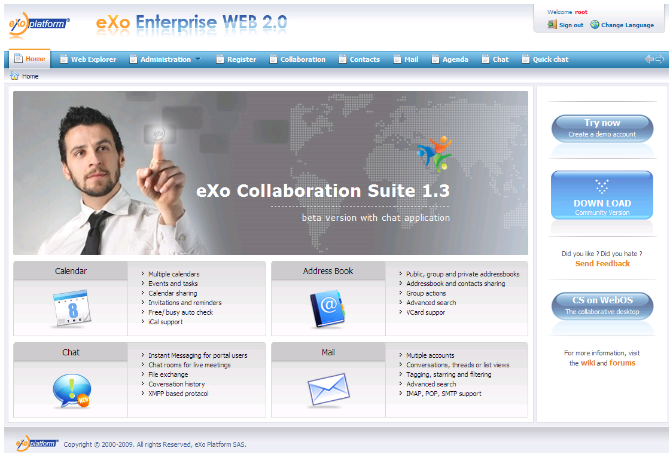 eXo platform
eXo Enterprise WEB 2.0
Welcome root
Sign out Change Language
Home Web Explorer Administration Register Collaboration Contacts Mail Agenda Chat Quick chat
Home
eXo Collaboration Suite 1.3
beta version with chat application
Try now
Create a demo account
DOWN LOAD
Community Version
Did you like ? Did you hate ?
Send Feedback
CS on WebOS
The collaborative desktop
For more information, visit
the wiki and forums
Calendar
Multiple calendars
Events and tasks
Calendar sharing
Invitations and reminders
Free/ busy auto check
iCal support
8
Address Book
Public, group and private addressbooks
Addressbook and contacts sharing
Group actions
Advanced search
VCard suppor
@
Chat
Instant Messaging for portal users
Chat rooms for live meetings
File exchange
Coversation history
XMPP based protocol
Mail
Mutiple accounts
Conversations, threads or list views
Tagging, starring and filtering
Advanced search
IMAP, POP, SMTP support
eXo platform Copyright © 2000-2009. All rights Reserved, eXo Platform SAS.